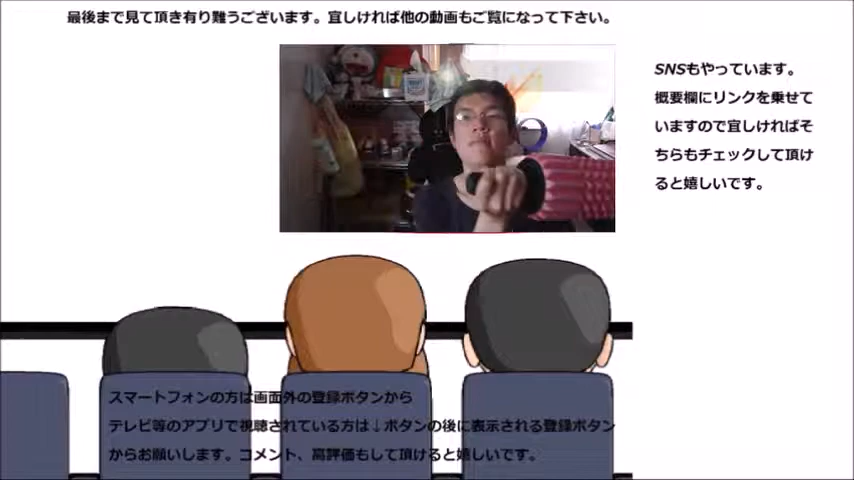 最後まで見て頂き有り難うございます。宜しければ他の動画もご覧になって下さい。
SNSもやっています。
概要欄にリンクを乗せて
いますので宜しければそ
ちらもチェックして頂け
ると嬉しいです。
スマートフォンの方は画面外の登録ボタンから
テレビ等のアプリで視聴されている方は↓ボタンの後に表示される登録ボタン
からお願いします。コメント、高評価もして頂けると嬉しいです。